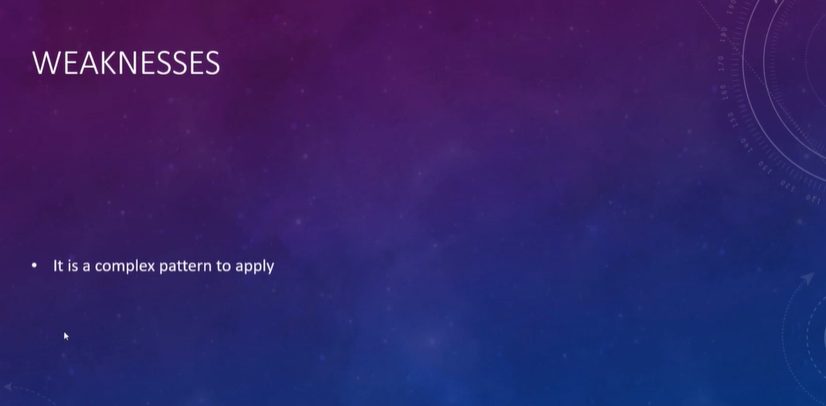 WEAKNESSES
• It is a complex pattern to apply